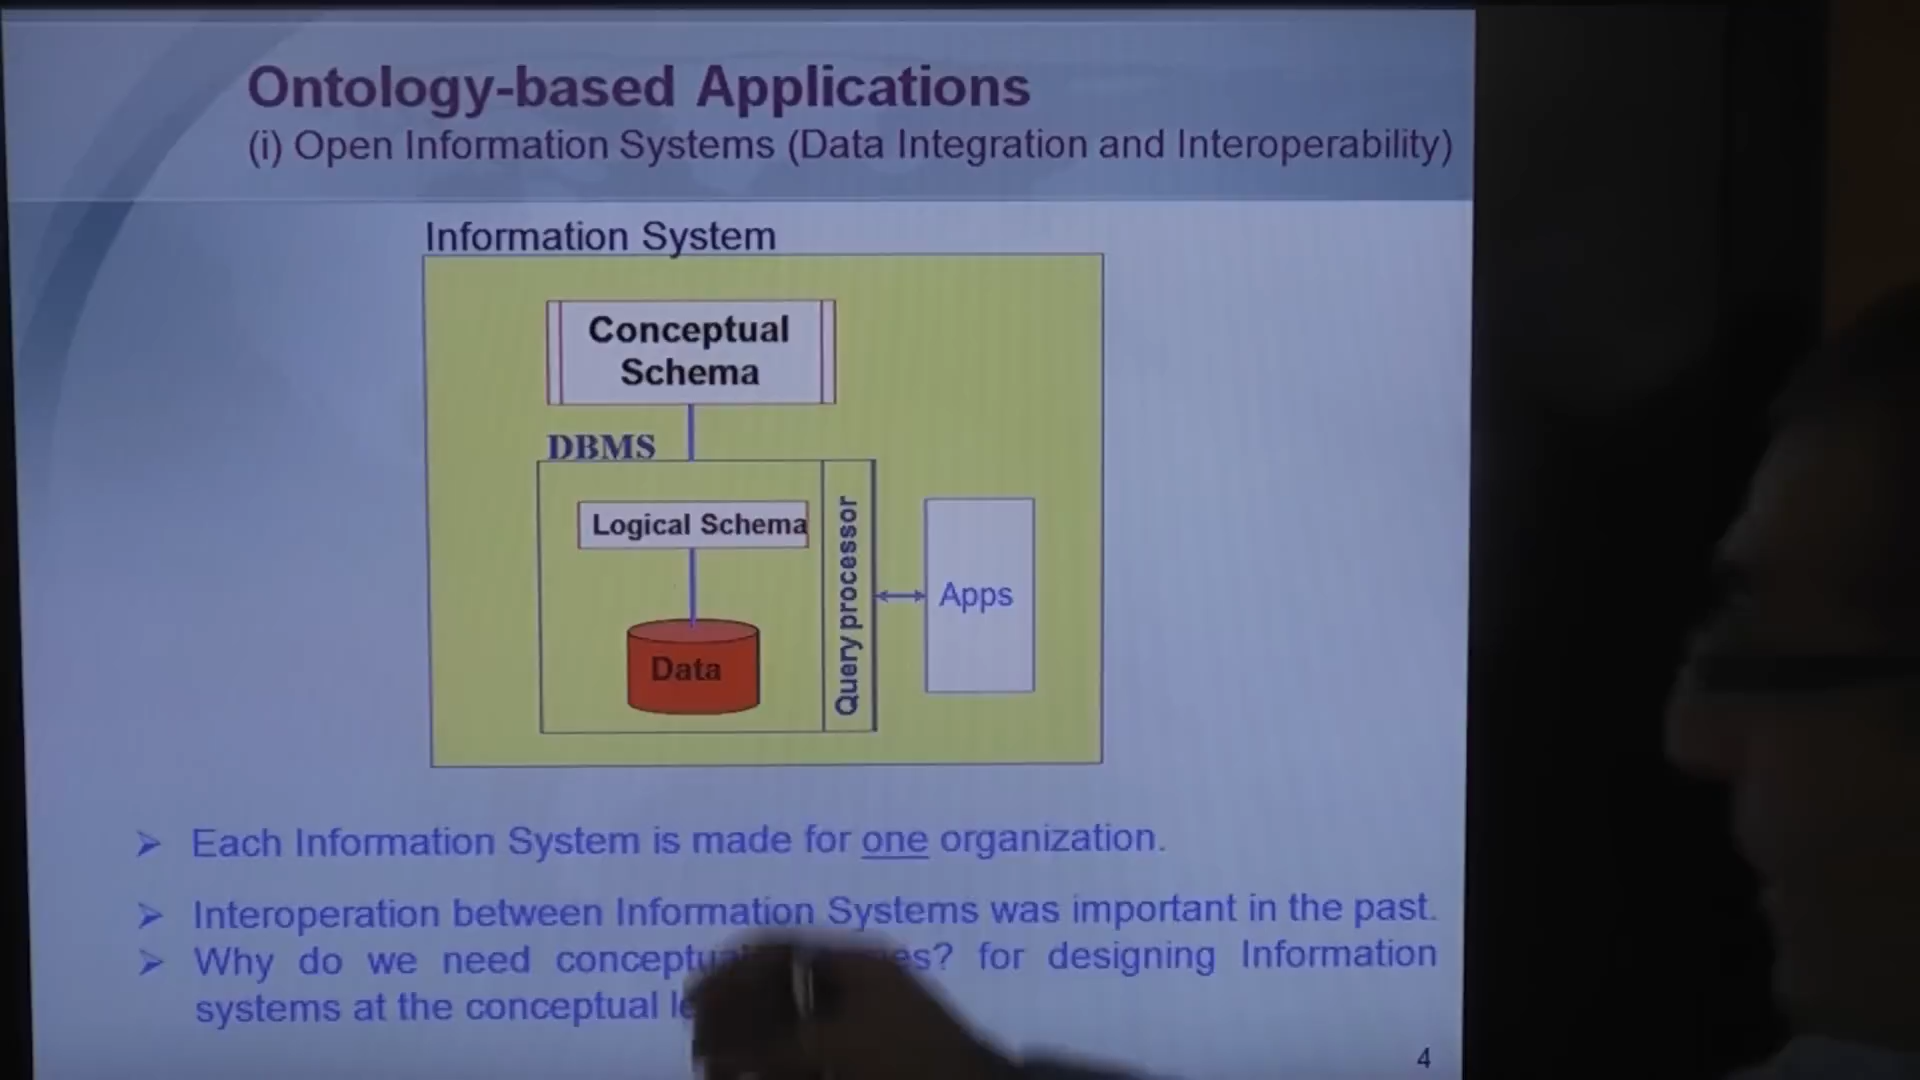 Ontology-based Applications
(i) Open Information Systems (Data Integration and Interoperability)
Information System
Conceptual
Schema
DBMS
Logical Schema
Data
Query processor
Apps
➢ Each Information System is made for one organization.
➢ Interoperation between Information Systems was important in the past.
➢ Why do we need for designing Information
systems at the conceptual
4